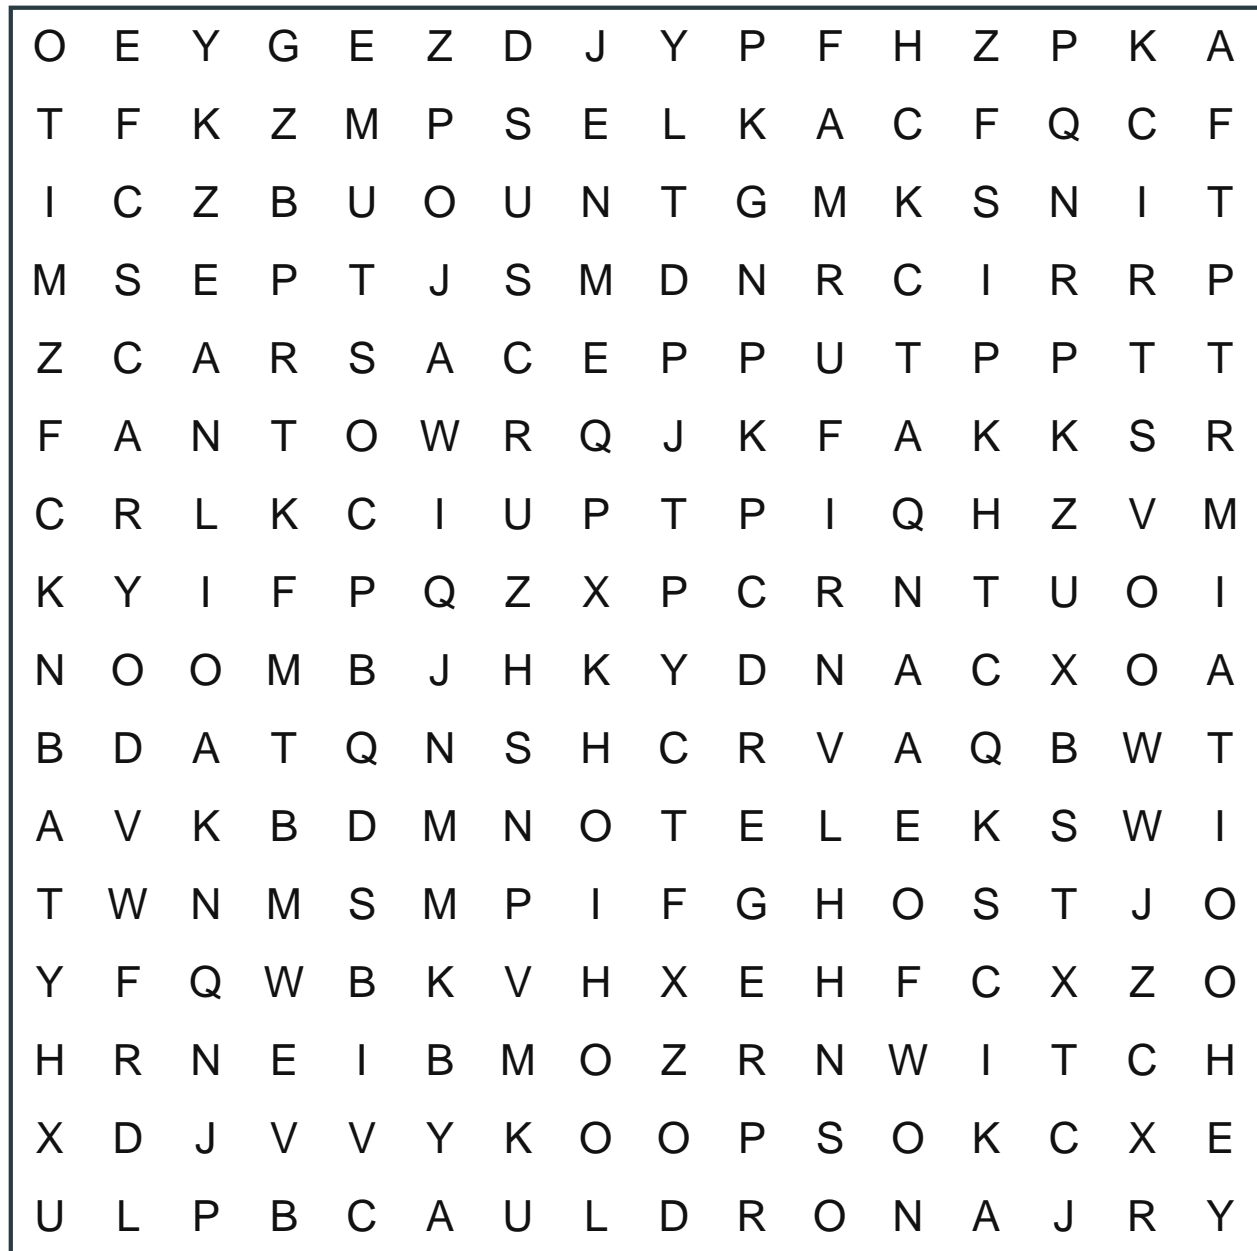 O E Y G E Z D J Y P F H Z P K A
T F K Z M P S E L K A C F Q C F
I C Z B U O U N T G M K S N I T
M S E P T J S M D N R C I R R P
Z C A R S A C E P P U T P P T T
F A N T O W R Q J K F A K K S R
C R L K C I U P T P I Q H Z V M
K Y I F P Q Z X P C R N T U O I
N O O M B J H K Y D N A C X O A
B D A T Q N S H C R V A Q B W T
A V K B D M N O T E L E K S W I
T W N M S M P I F G H O S T J O
Y F Q W B K V H X E H F C X Z O
H R N E I B M O Z R N W I T C H
X D J V V Y K O O P S O K C X E
U L P B C A U L D R O N A J R Y